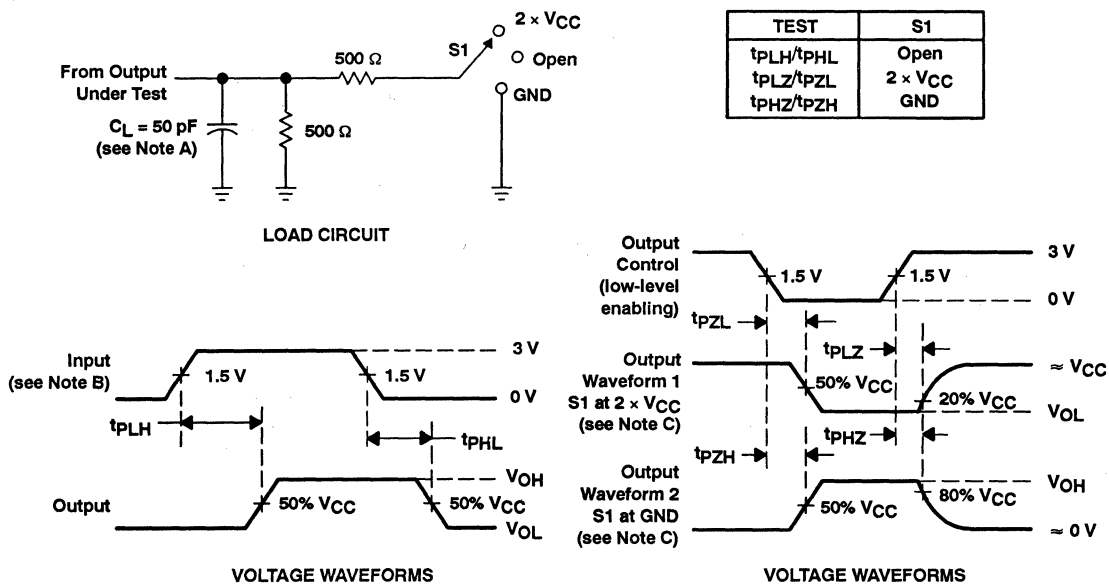 2 × VCC
S1
500 Ω
Open
From Output
Under Test
GND
CL = 50 pF
(see Note A)
500 Ω
LOAD CIRCUIT
TEST S1
tPLH/tPHL Open
tPLZ/tPZL 2 × VCC
tPHZ/tPZH GND
Input
(see Note B)
3 V
1.5 V
1.5 V
0 V
tPLH
tPHL
Output
VOH
50% VCC
50% VCC
VOL
VOLTAGE WAVEFORMS
Output
Control
(low-level
enabling)
3 V
1.5 V
1.5 V
0 V
tPZL
tPLZ
Output
Waveform 1
S1 at 2 × VCC
(see Note C)
≈ VCC
50% VCC
20% VCC
VOL
tPHZ
tPZH
Output
Waveform 2
S1 at GND
(see Note C)
VOH
50% VCC
80% VCC
≈ 0 V
VOLTAGE WAVEFORMS